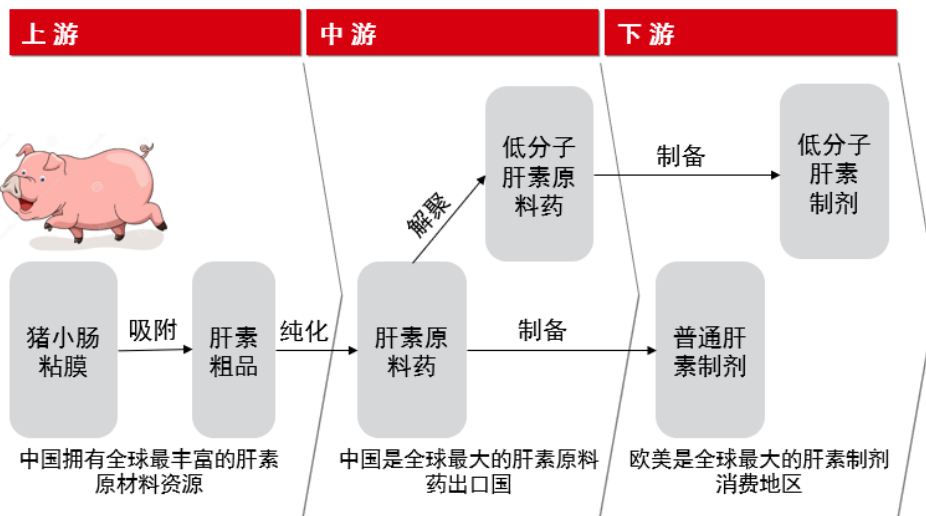 上游
中游
下游
低分子
肝素原
料药
制备
低分子
肝素
制剂
解聚
猪小肠
粘膜
吸附
肝素
粗品
纯化
肝素原
料药
制备
普通肝
素制剂
中国拥有全球最丰富的肝素
原材料资源
中国是全球最大的肝素原料
药出口国
欧美是全球最大的肝素制剂
消费地区